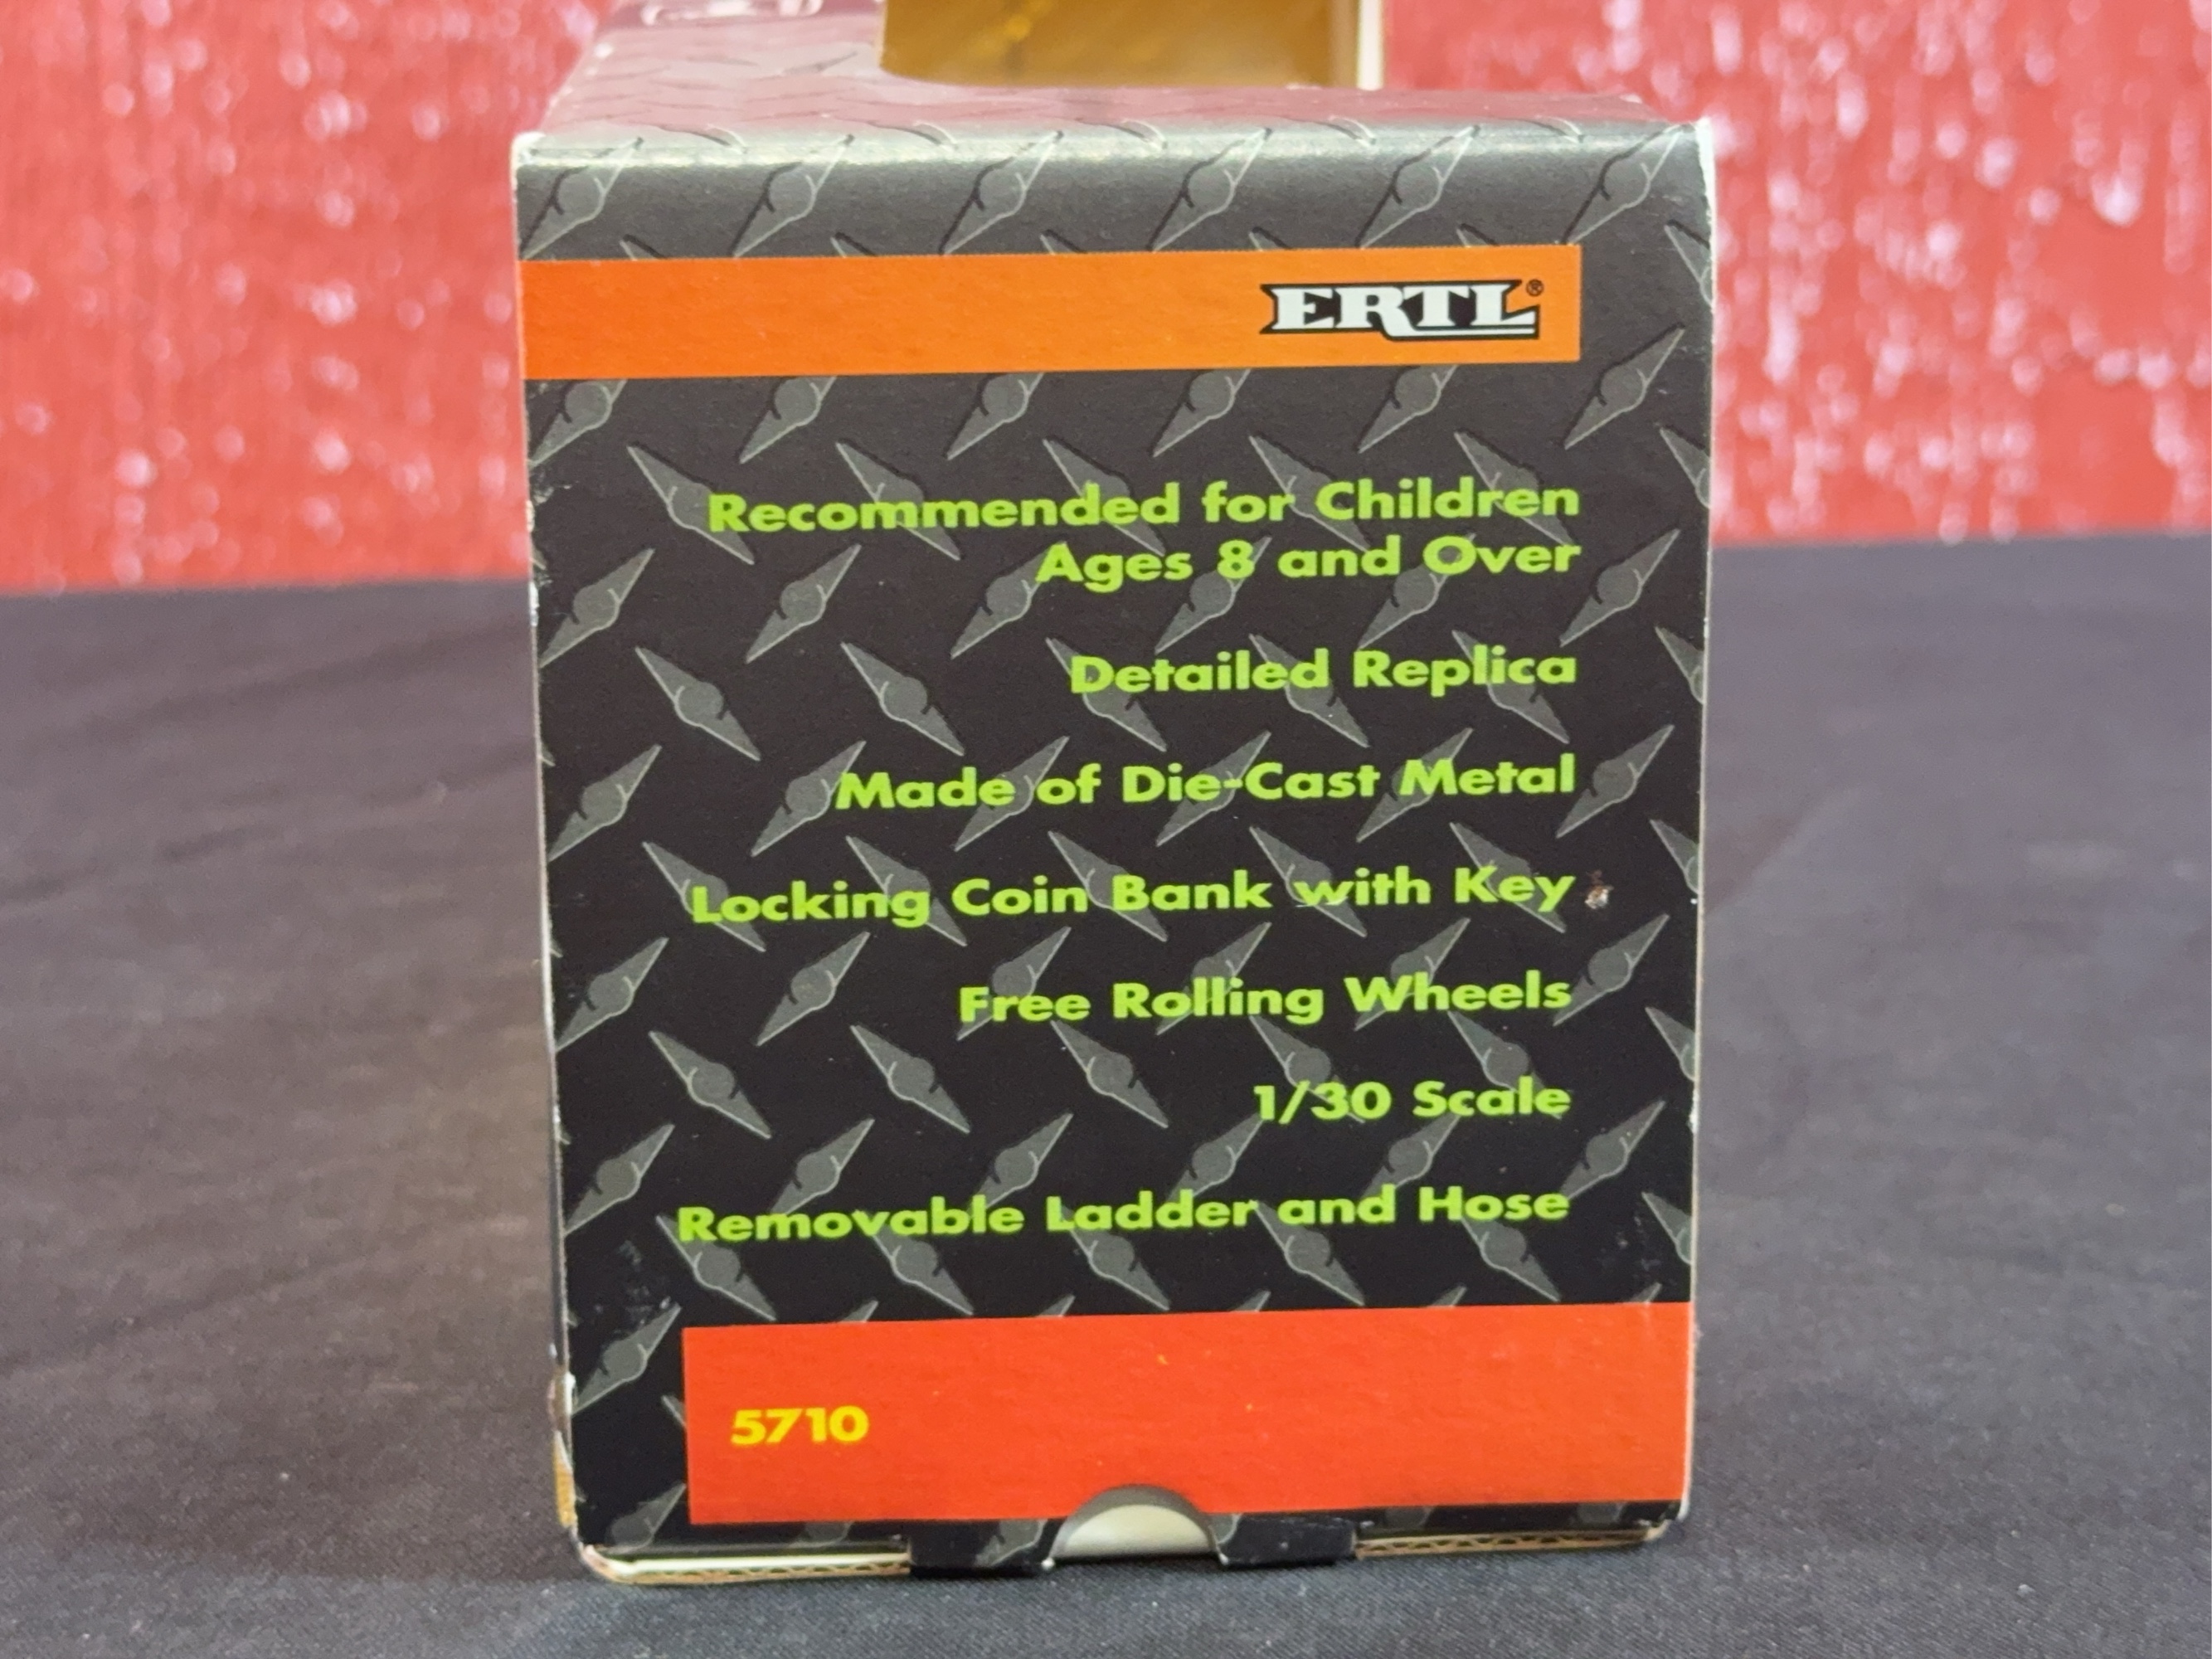 ERTL®
Recommended for Children
Ages 8 and Over
Detailed Replica
Made of Die-Cast Metal
Locking Coin Bank with Key
Free Rolling Wheels
1/30 Scale
Removable Ladder and Hose
5710